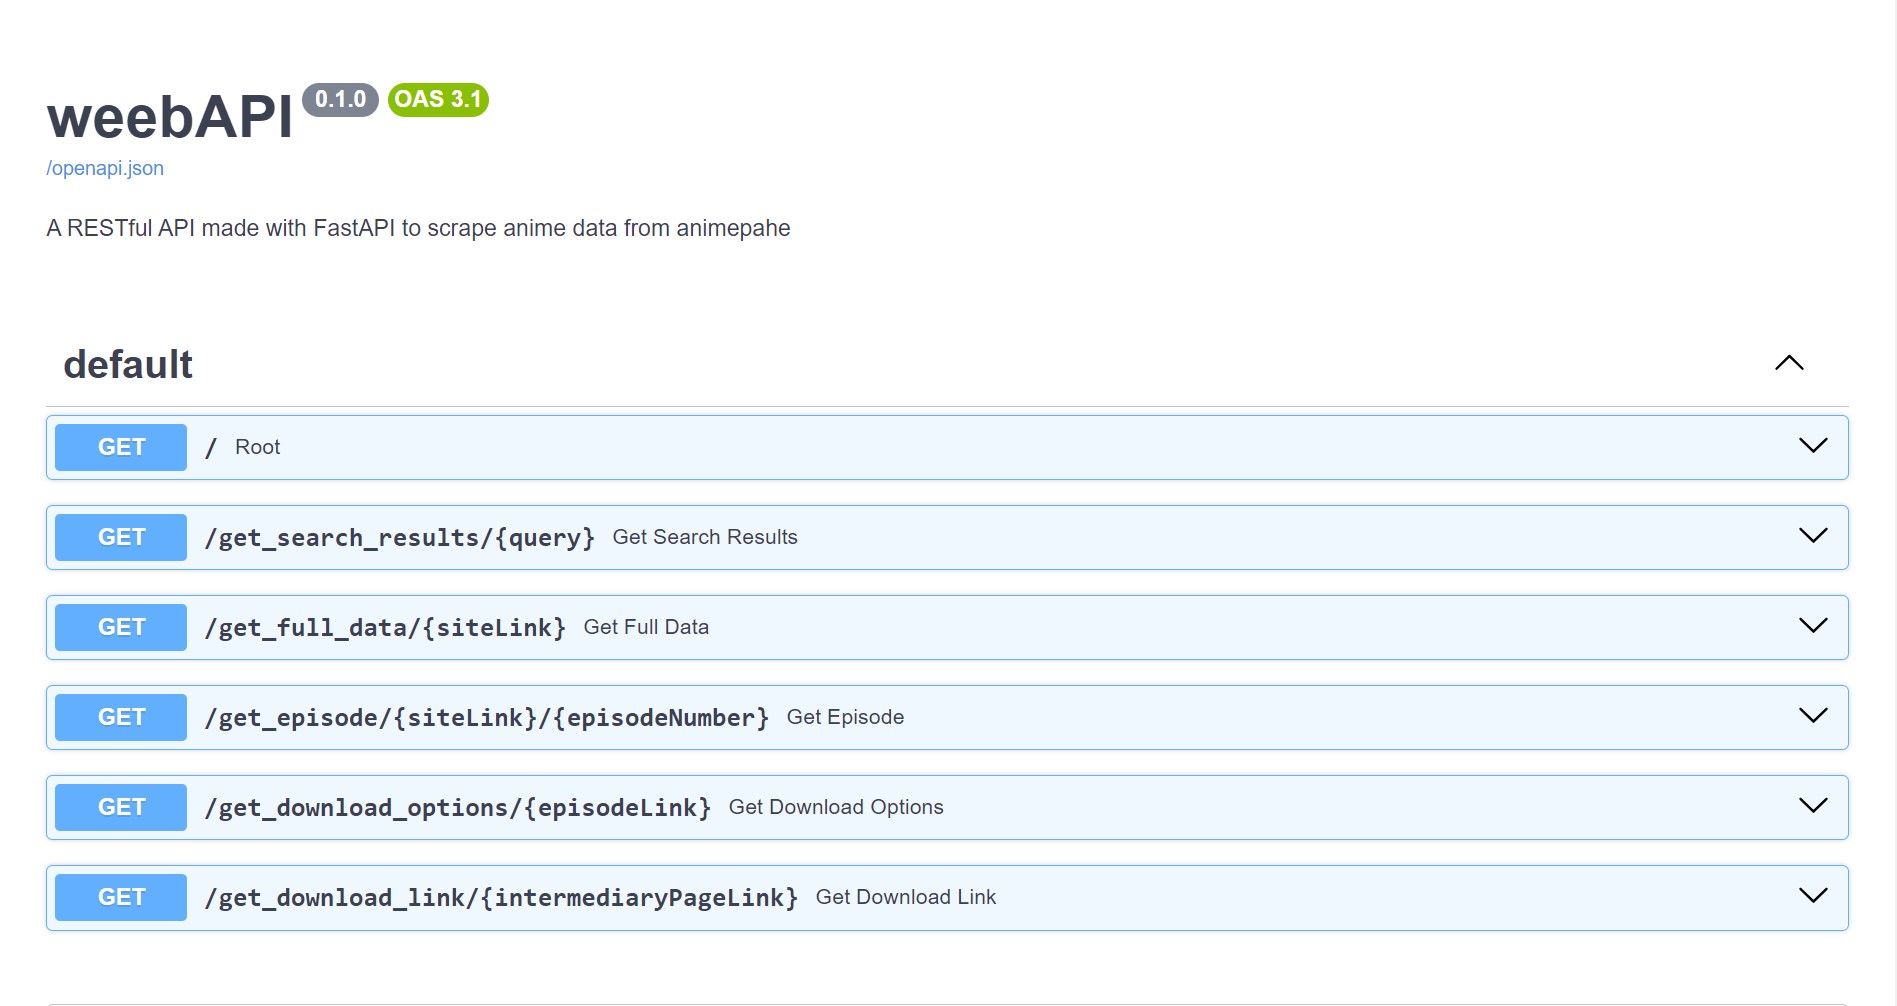 weebAPI 0.1.0 OAS 3.1
/openapi.json
A RESTful API made with FastAPI to scrape anime data from animepahe
default
GET / Root
GET /get_search_results/{query} Get Search Results
GET /get_full_data/{siteLink} Get Full Data
GET /get_episode/{siteLink}/{episodeNumber} Get Episode
GET /get_download_options/{episodeLink} Get Download Options
GET /get_download_link/{intermediaryPageLink} Get Download Link